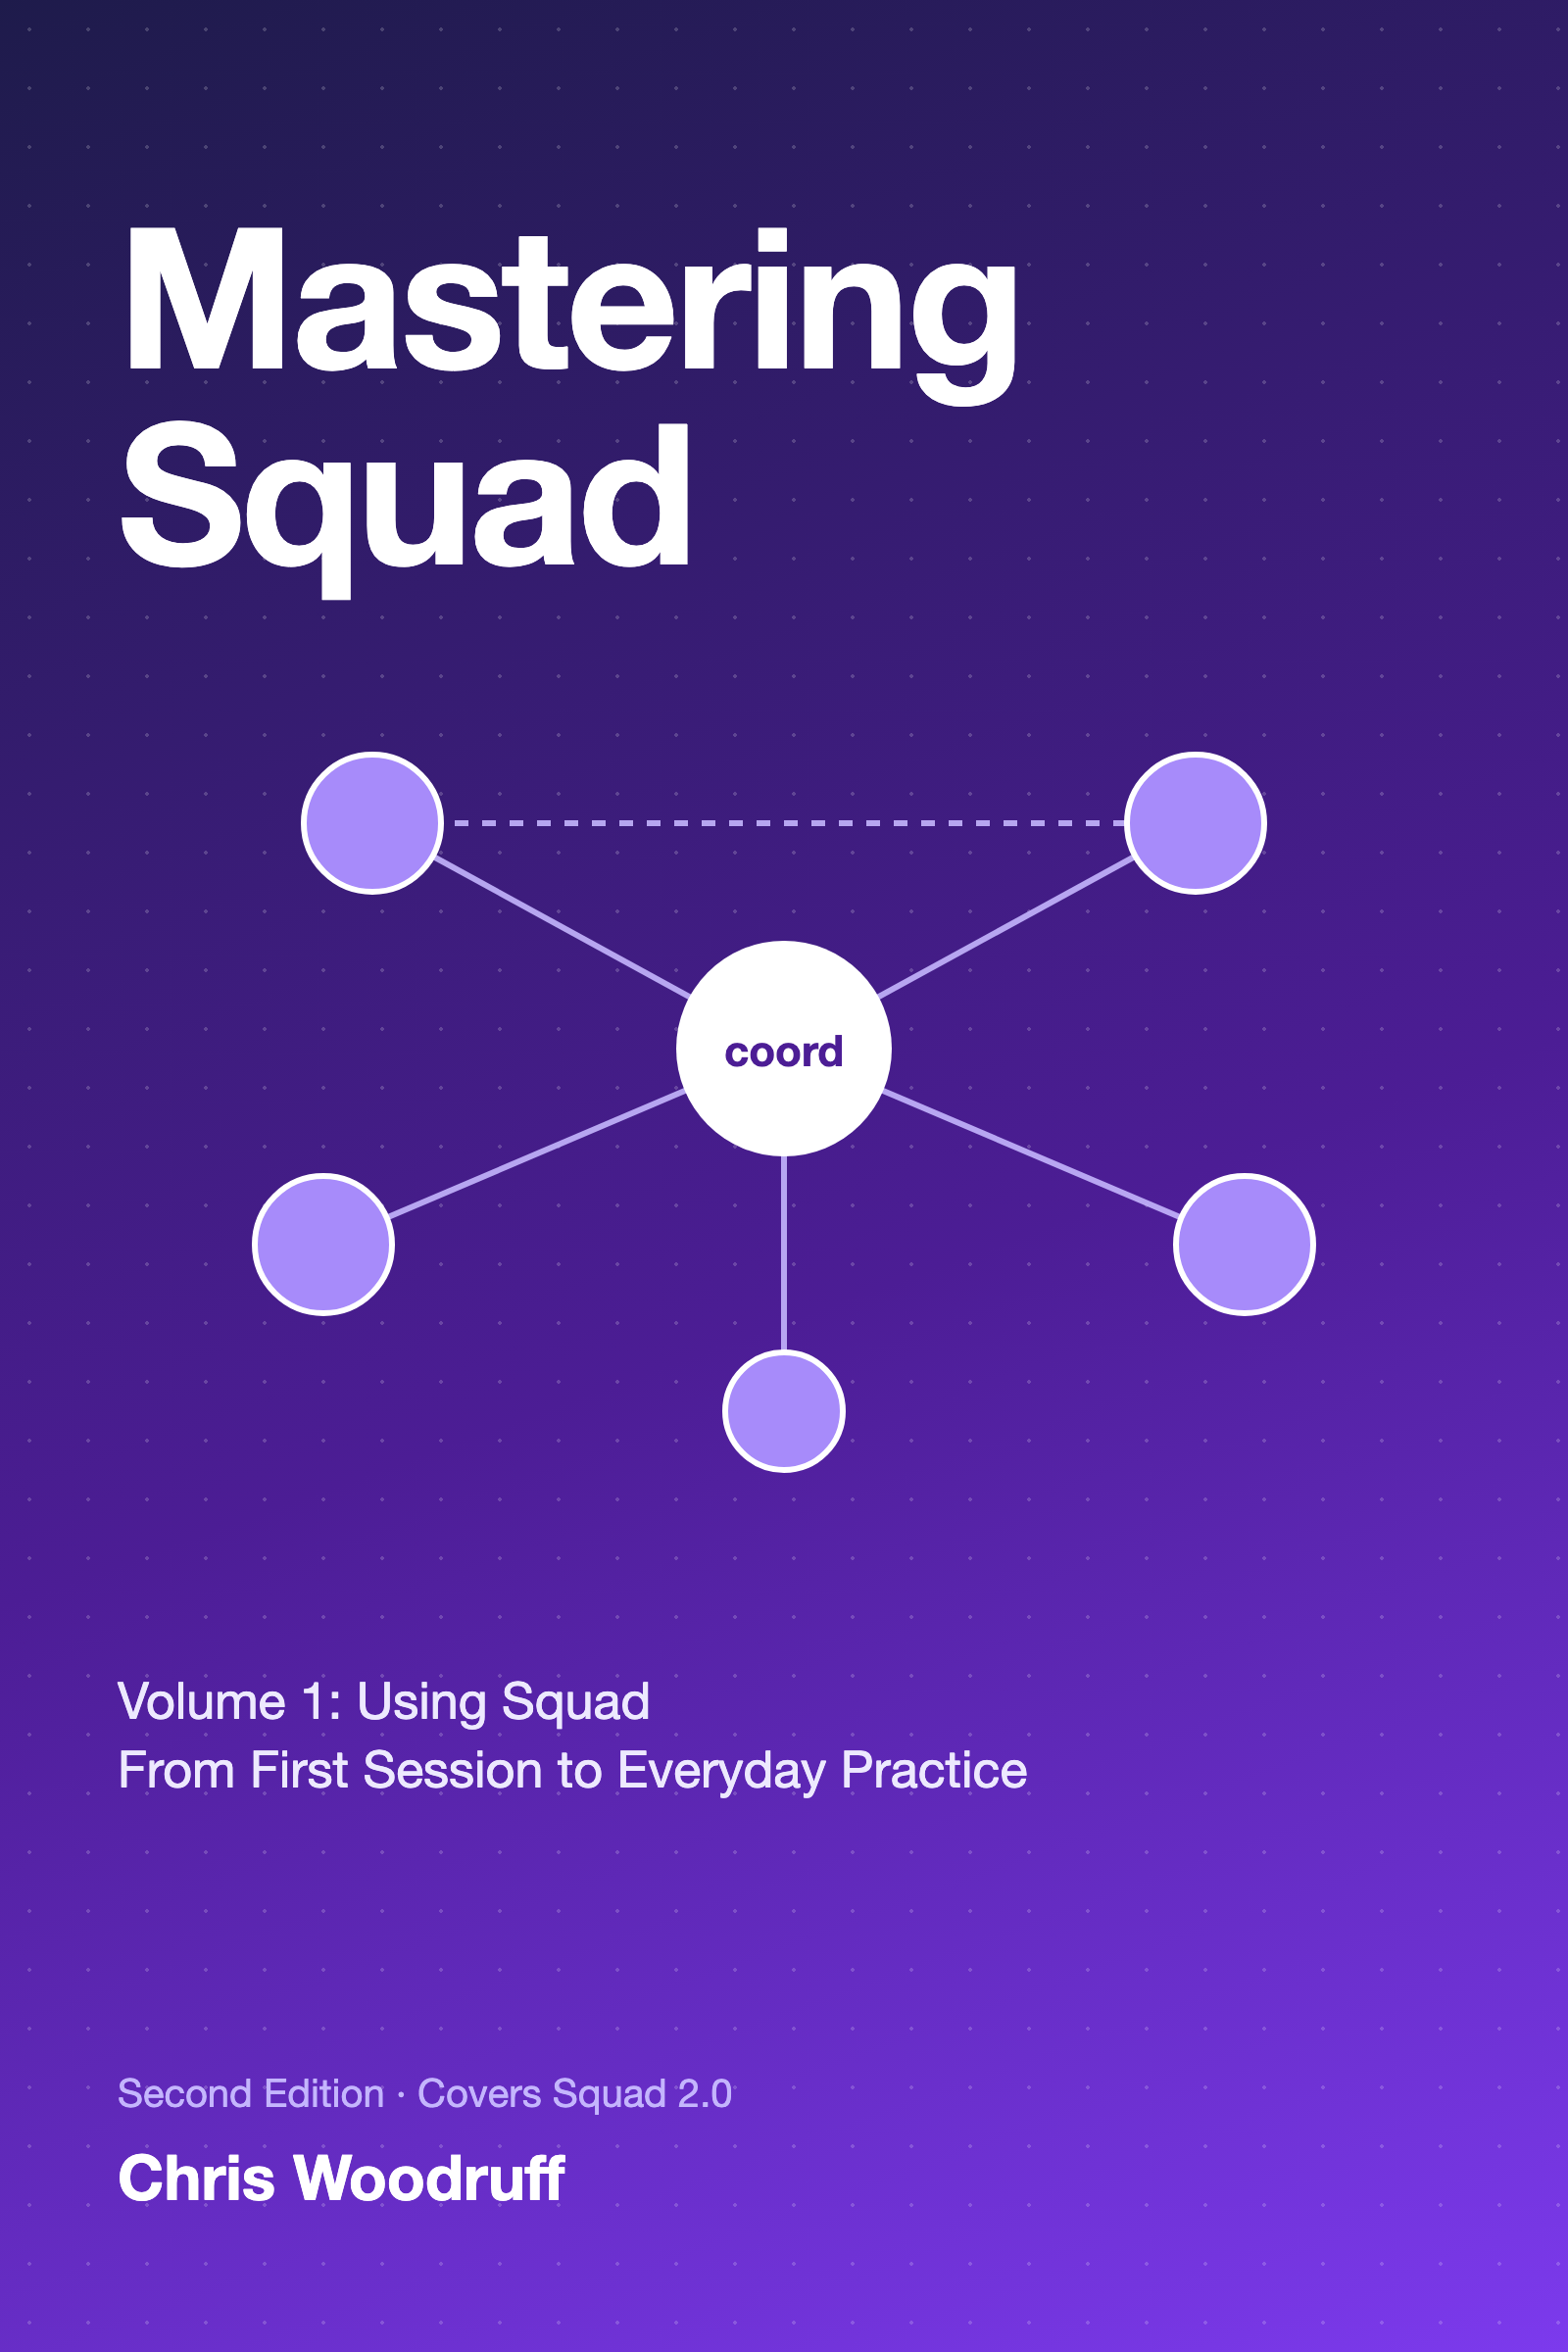 Mastering
Squad
coord
Volume 1: Using Squad
From First Session to Everyday Practice
Second Edition · Covers Squad 2.0
Chris Woodruff